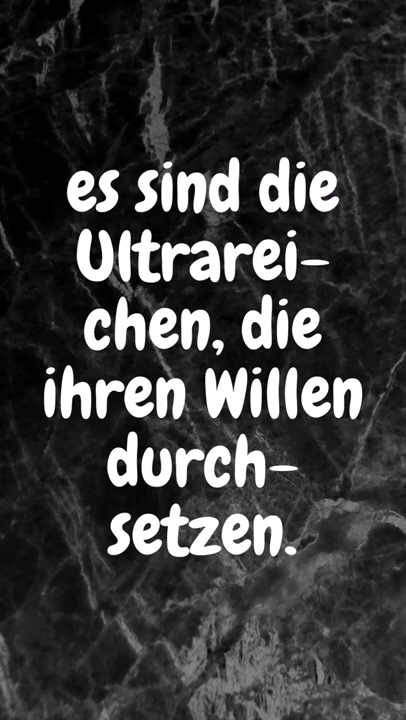 es sind die
Ultrarei-
chen, die
ihren Willen
durch-
setzen.